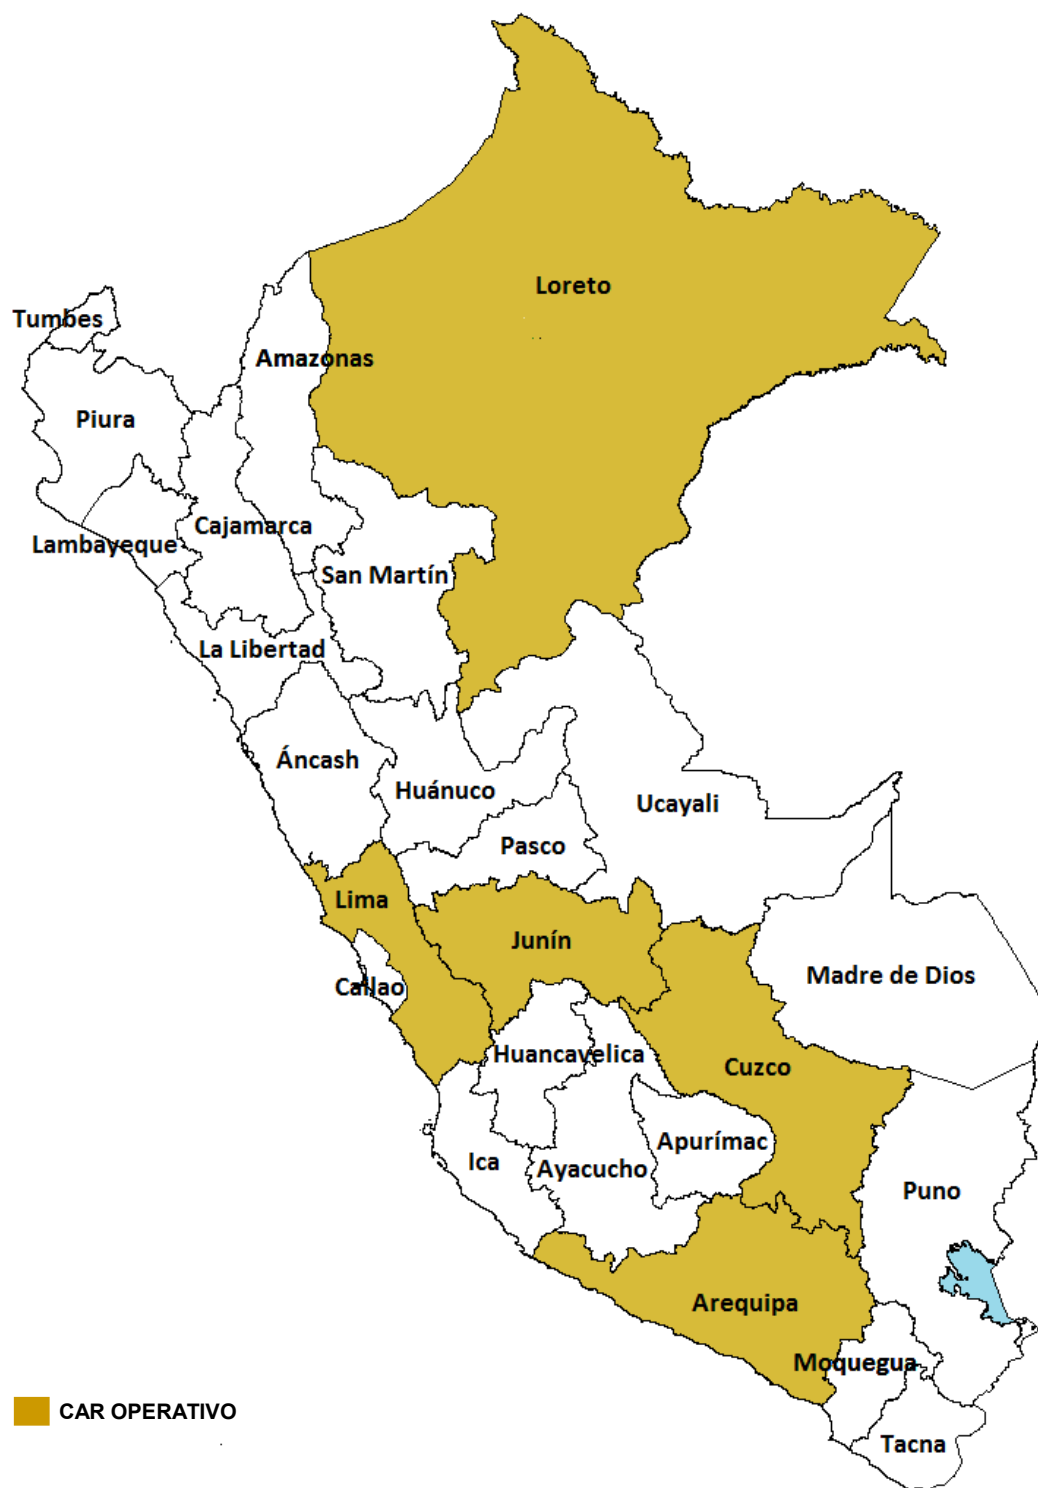 Loreto
Tumbes
Amazonas
Piura
Cajamarca
Lambayeque
San Martín
La Libertad
Áncash
Huánuco
Ucayali
Pasco
Lima
Junín
Madre de Dios
Callao
Huancavelica
Cuzco
Apurímac
Ica
Ayacucho
Puno
Arequipa
Moquegua
CAR OPERATIVO
Tacna